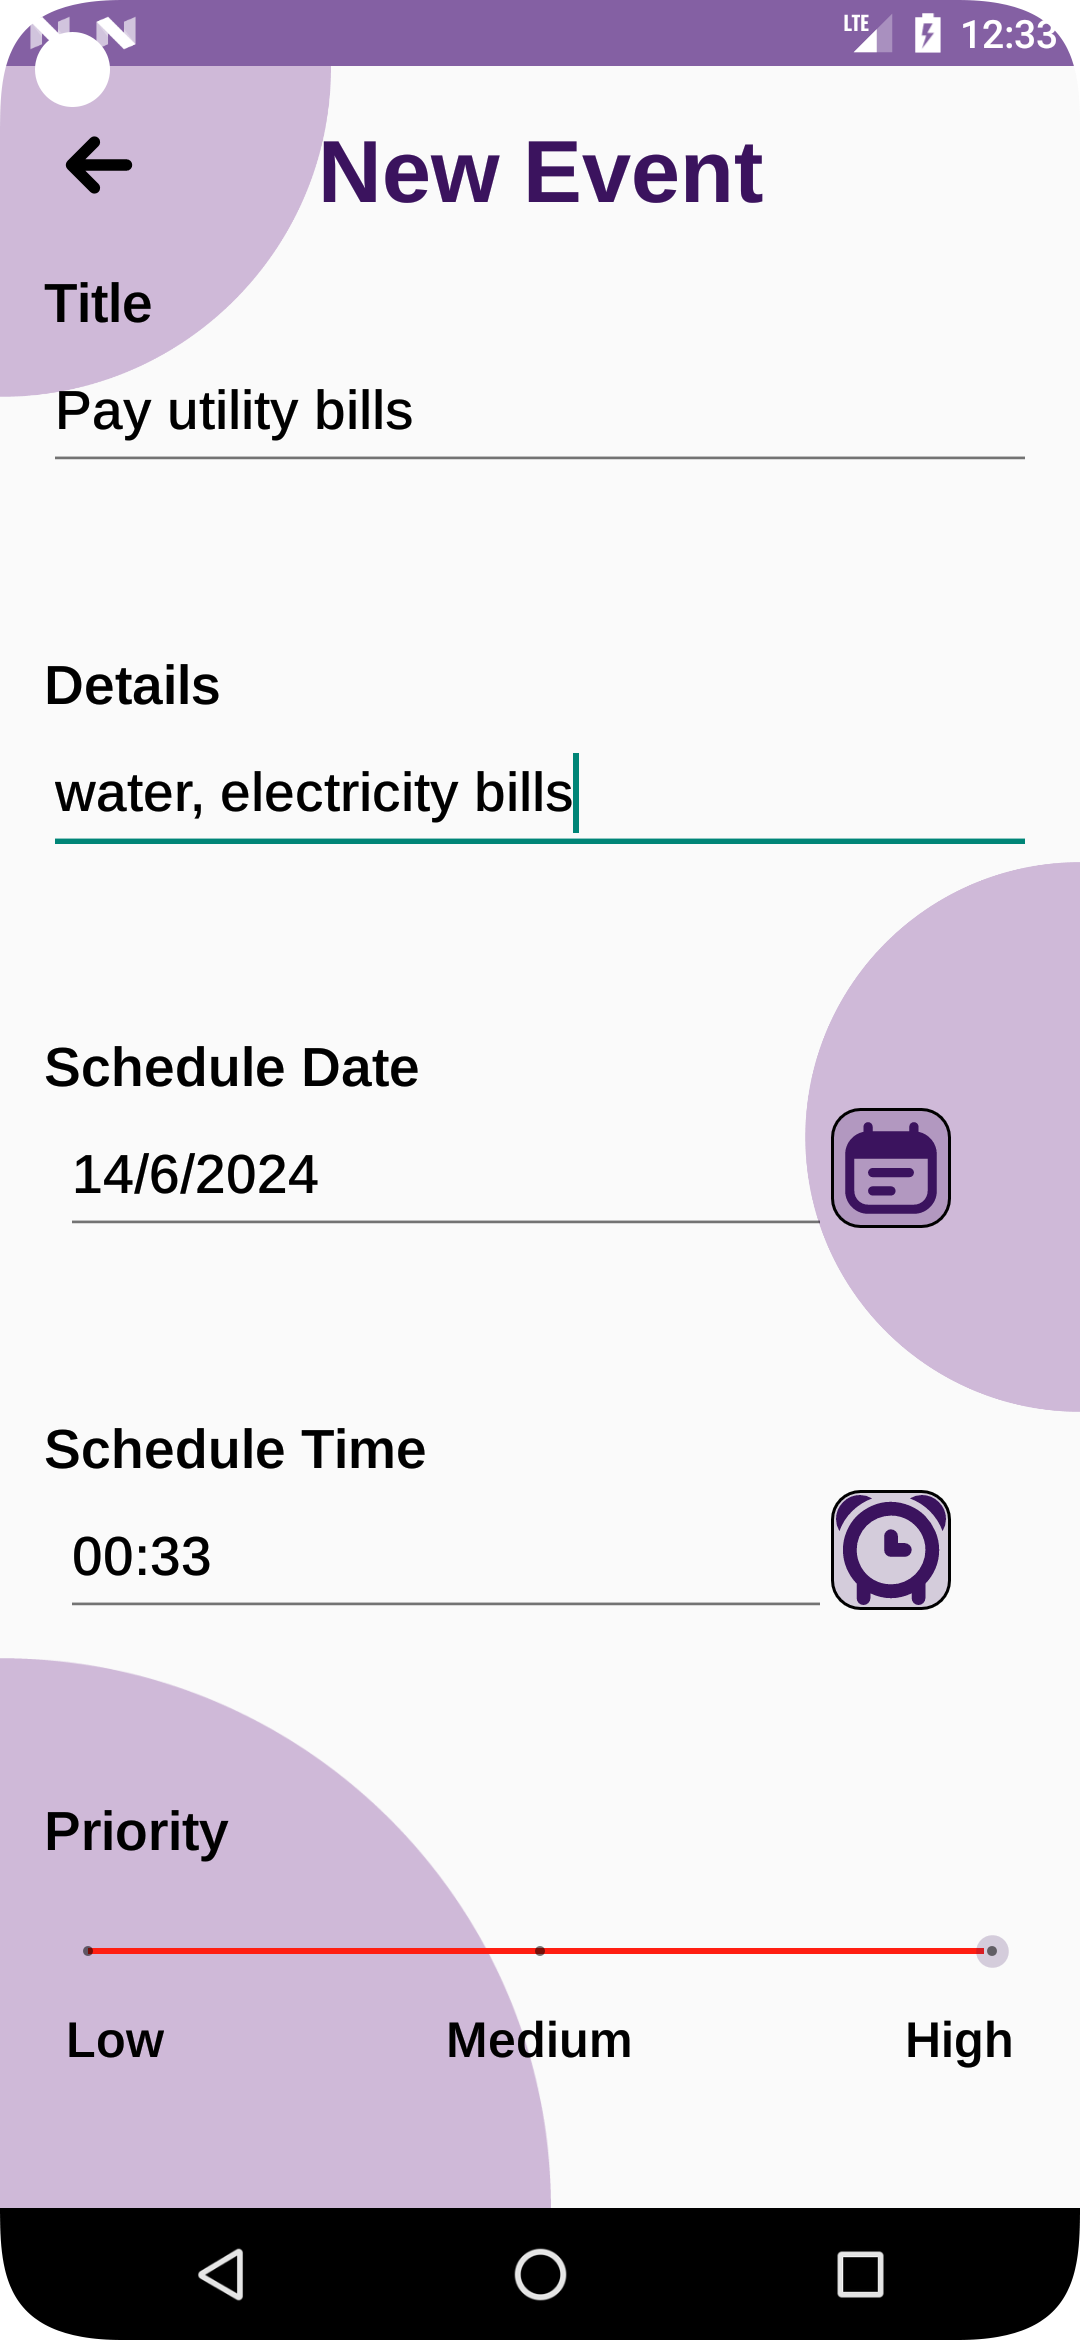 LTE 12:33
New Event
Title
Pay utility bills
Details
water, electricity bills
Schedule Date
14/6/2024
Schedule Time
00:33
Priority
Low Medium High